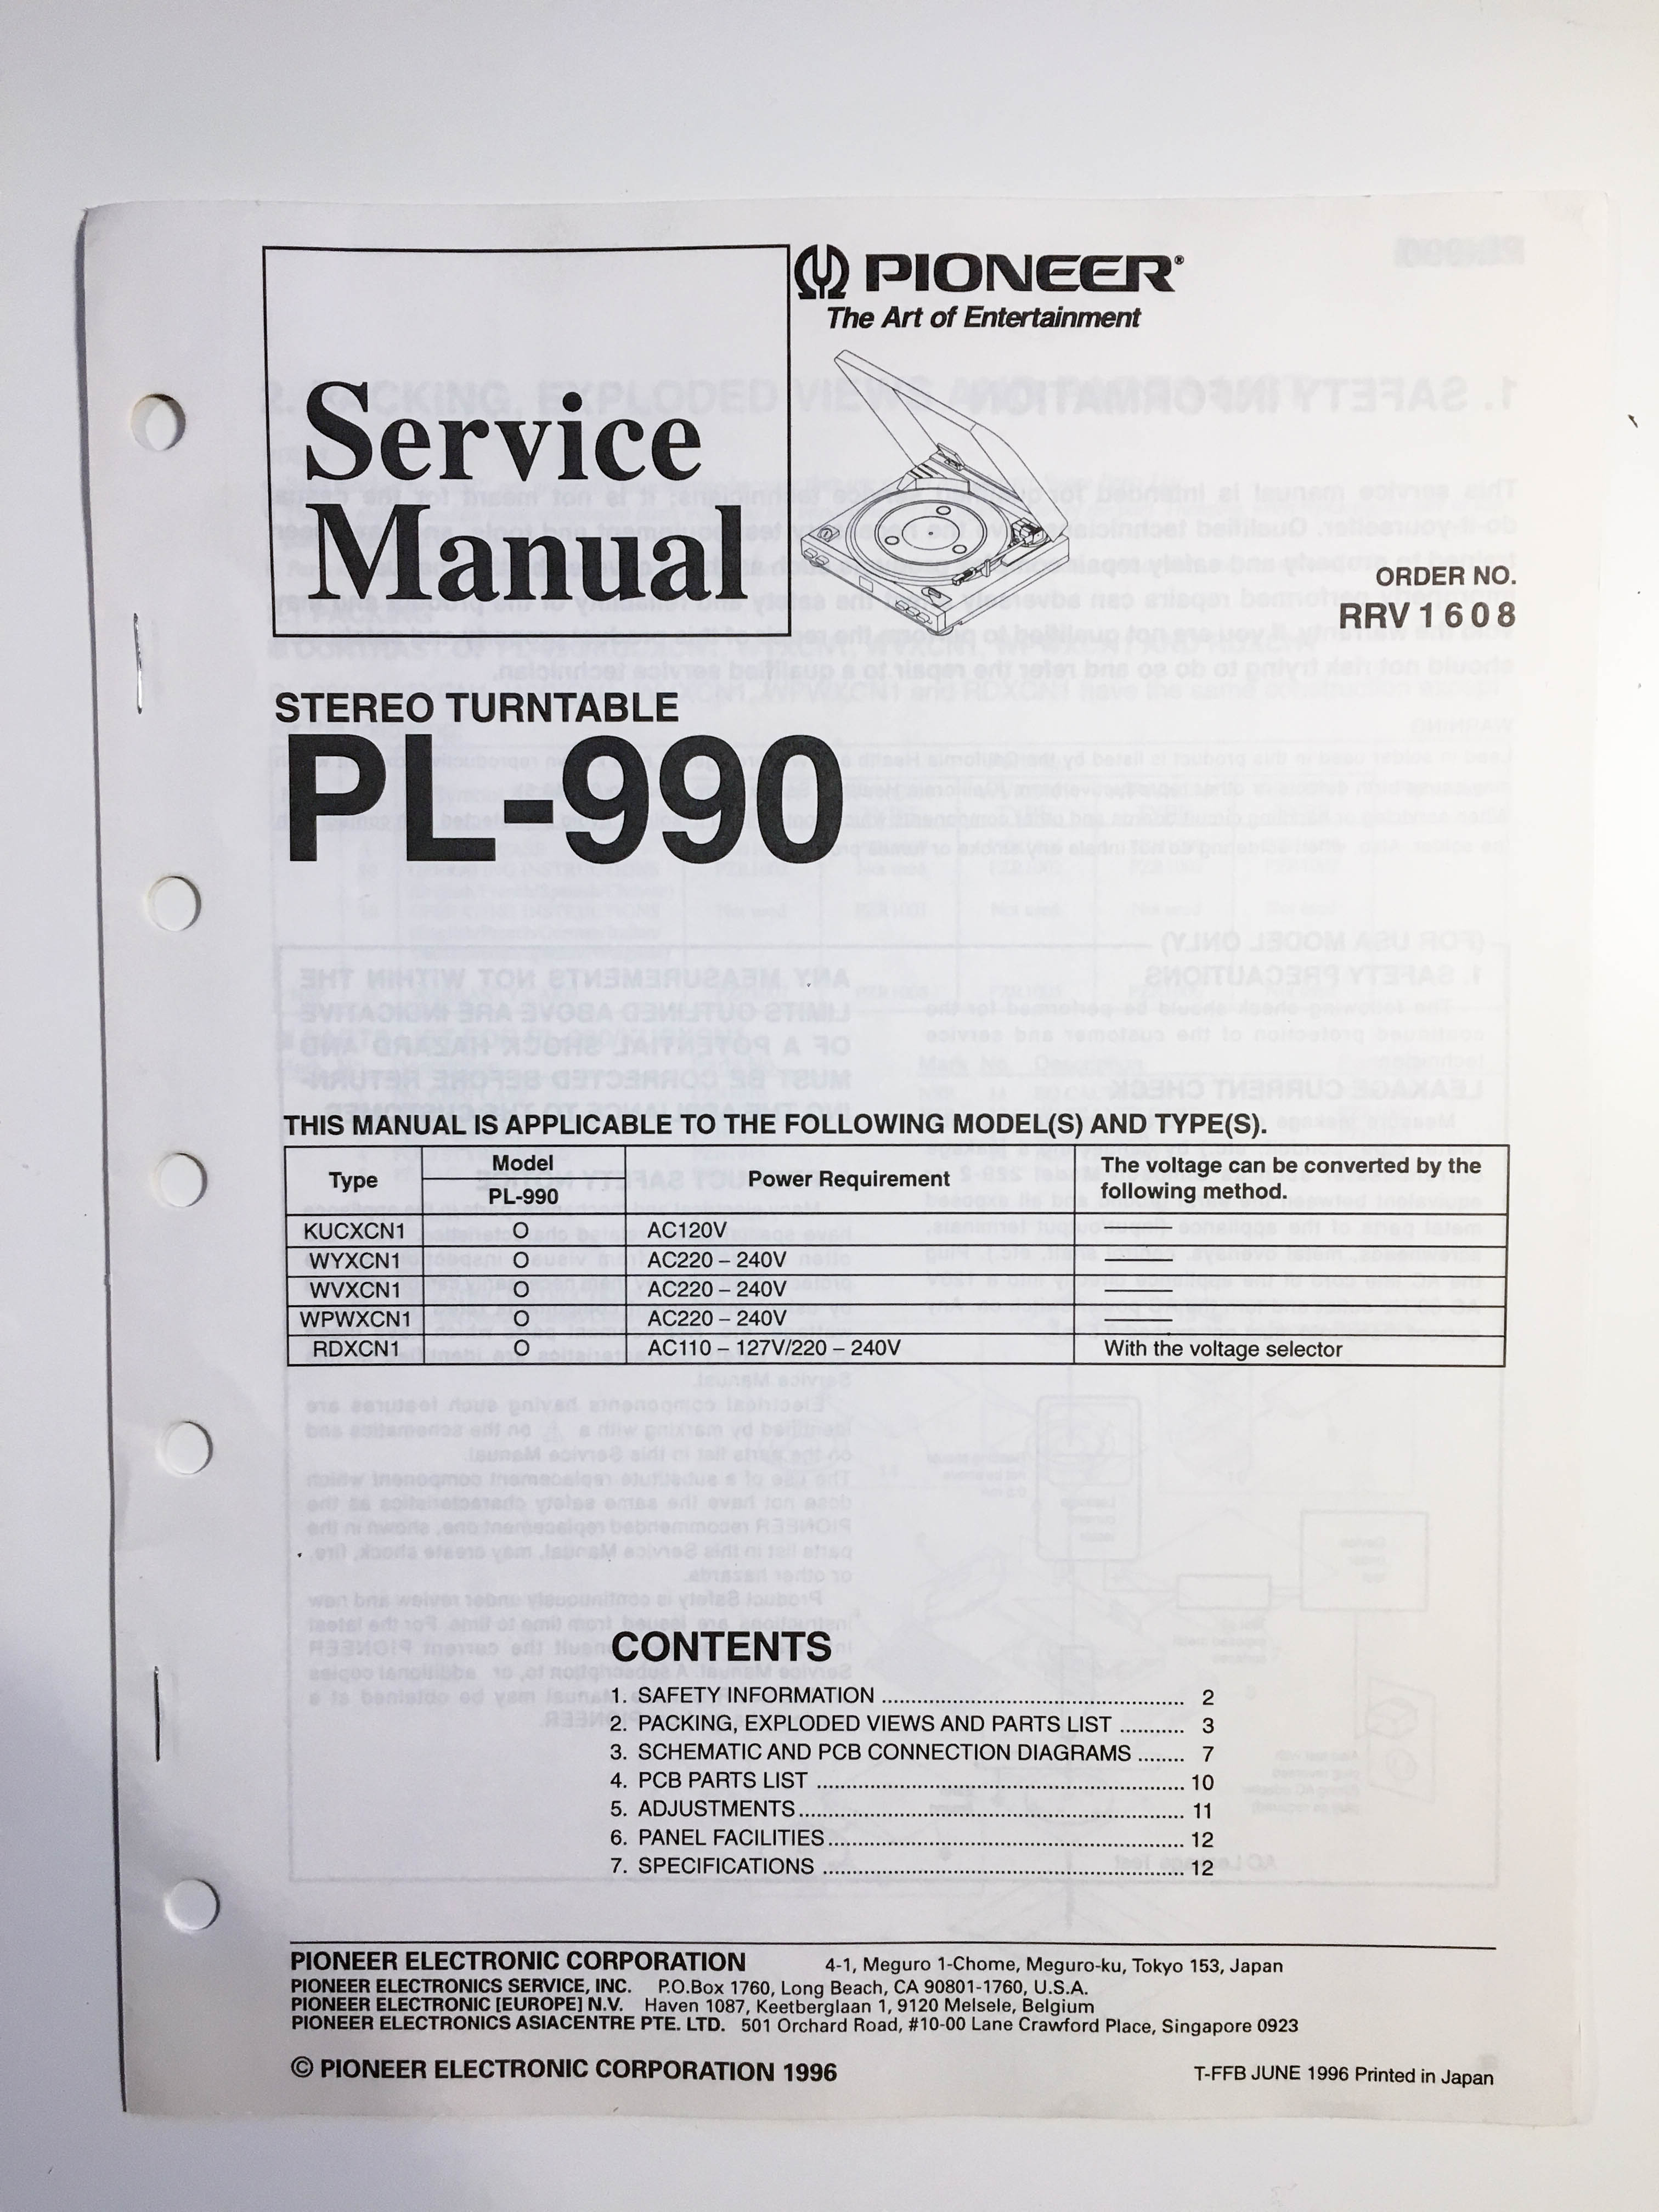 PIONEER®
The Art of Entertainment
Service
Manual
ORDER NO.
RRV1608
STEREO TURNTABLE
PL-990
THIS MANUAL IS APPLICABLE TO THE FOLLOWING MODEL(S) AND TYPE(S).
Type Model Power Requirement The voltage can be converted by the
PL-990 following method.
KUCXCN1 O AC120V ———
WYXCN1 O AC220 – 240V ———
WVXCN1 O AC220 – 240V ———
WPWXCN1 O AC220 – 240V ———
RDXCN1 O AC110 – 127V/220 – 240V With the voltage selector
CONTENTS
1. SAFETY INFORMATION ................................................ 2
2. PACKING, EXPLODED VIEWS AND PARTS LIST ........... 3
3. SCHEMATIC AND PCB CONNECTION DIAGRAMS ........ 7
4. PCB PARTS LIST ........................................................... 10
5. ADJUSTMENTS.............................................................. 11
6. PANEL FACILITIES......................................................... 12
7. SPECIFICATIONS .......................................................... 12
PIONEER ELECTRONIC CORPORATION 4-1, Meguro 1-Chome, Meguro-ku, Tokyo 153, Japan
PIONEER ELECTRONICS SERVICE, INC. P.O.Box 1760, Long Beach, CA 90801-1760, U.S.A.
PIONEER ELECTRONIC [EUROPE] N.V. Haven 1087, Keetberglaan 1, 9120 Melsele, Belgium
PIONEER ELECTRONICS ASIACENTRE PTE. LTD. 501 Orchard Road, #10-00 Lane Crawford Place, Singapore 0923
© PIONEER ELECTRONIC CORPORATION 1996
T-FFB JUNE 1996 Printed in Japan